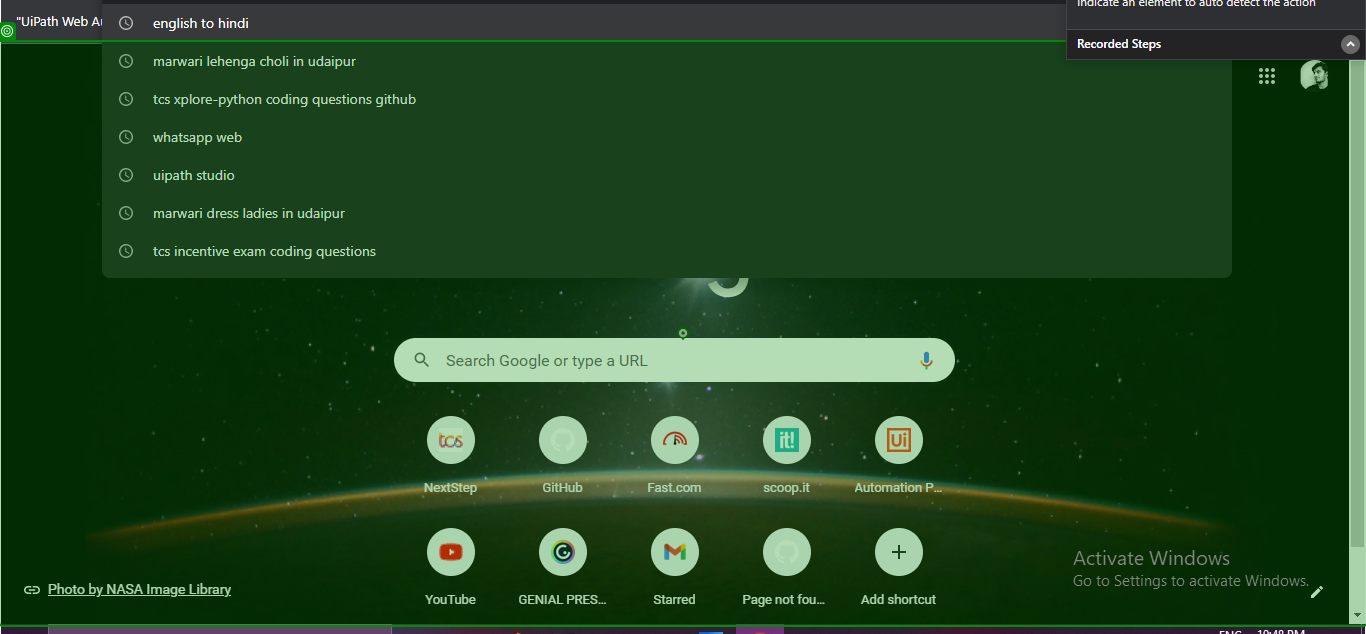 Indicate an element to auto detect the action
"UiPath Web Au
english to hindi
Recorded Steps
marwari lehenga choli in udaipur
tcs xplore-python coding questions github
whatsapp web
uipath studio
marwari dress ladies in udaipur
tcs incentive exam coding questions
Search Google or type a URL
tcs
it!
Ui
NextStep
GitHub
Fast.com
scoop.it
Automation P...
YouTube
GENIAL PRES...
Starred
Page not fou...
Add shortcut
Activate Windows
Go to Settings to activate Windows.
Photo by NASA Image Library
ENG 10:48 PM